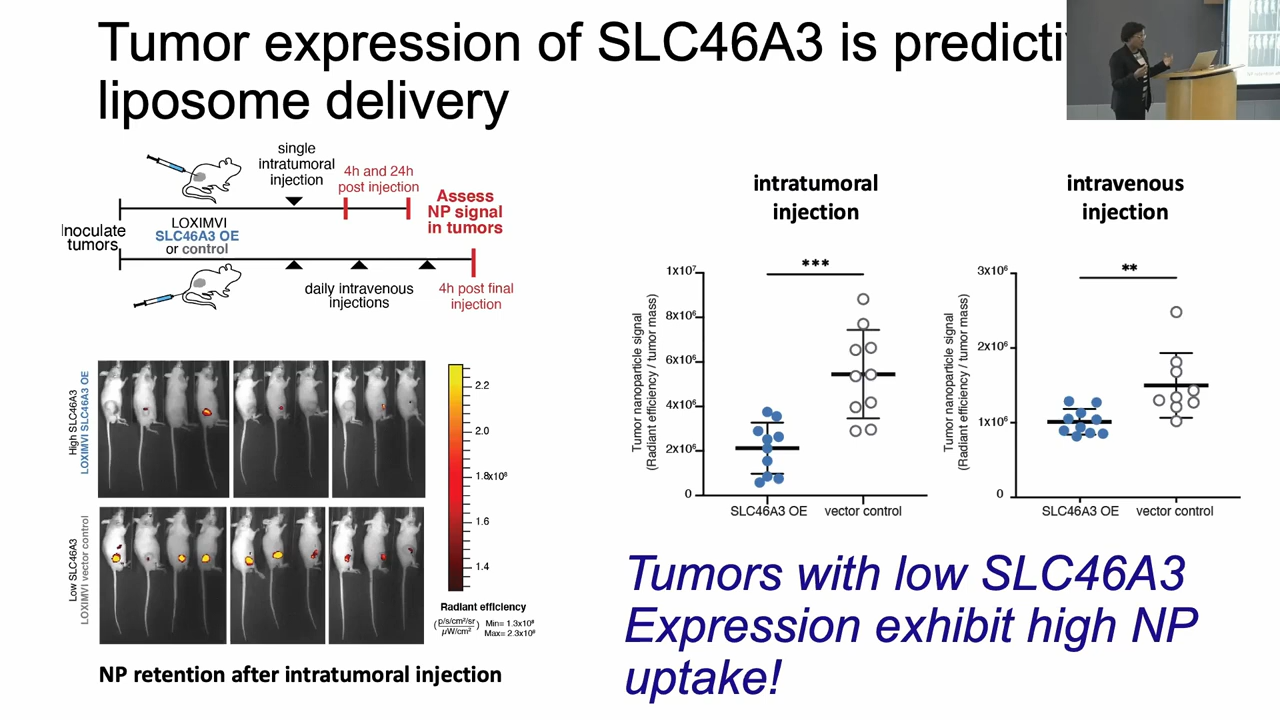 Tumor expression of SLC46A3 is predicti
liposome delivery
single
intratumoral
injection
4h and 24h
post injection
Assess
NP signal
in tumors
Inoculate
tumors
LOXIMVI
SLC46A3 OE
or control
daily intravenous
injections
4h post final
injection
High SLC46A3
LOXIMVI SLC46A3 OE
Low SLC46A3
LOXIMVI vector control
2.2
2.0
1.8x10⁸
1.6
1.4
Radiant efficiency
(p/s/cm²/sr / µW/cm²)
Min= 1.3x10⁸
Max= 2.3x10⁸
NP retention after intratumoral injection
intratumoral
injection
***
Tumor nanoparticle signal
(Radiant efficiency / tumor mass)
1x10⁷
8x10⁶
6x10⁶
4x10⁶
2x10⁶
0
SLC46A3 OE vector control
intravenous
injection
**
Tumor nanoparticle signal
(Radiant efficiency / tumor mass)
3x10⁶
2x10⁶
1x10⁶
0
SLC46A3 OE vector control
Tumors with low SLC46A3
Expression exhibit high NP
uptake!